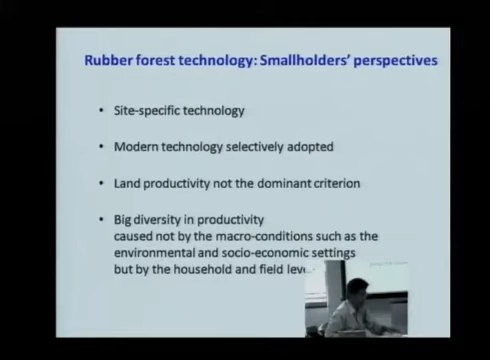 Rubber forest technology: Smallholders' perspectives
• Site-specific technology
• Modern technology selectively adopted
• Land productivity not the dominant criterion
• Big diversity in productivity
caused not by the macro-conditions such as the
environmental and socio-economic settings
but by the household and field